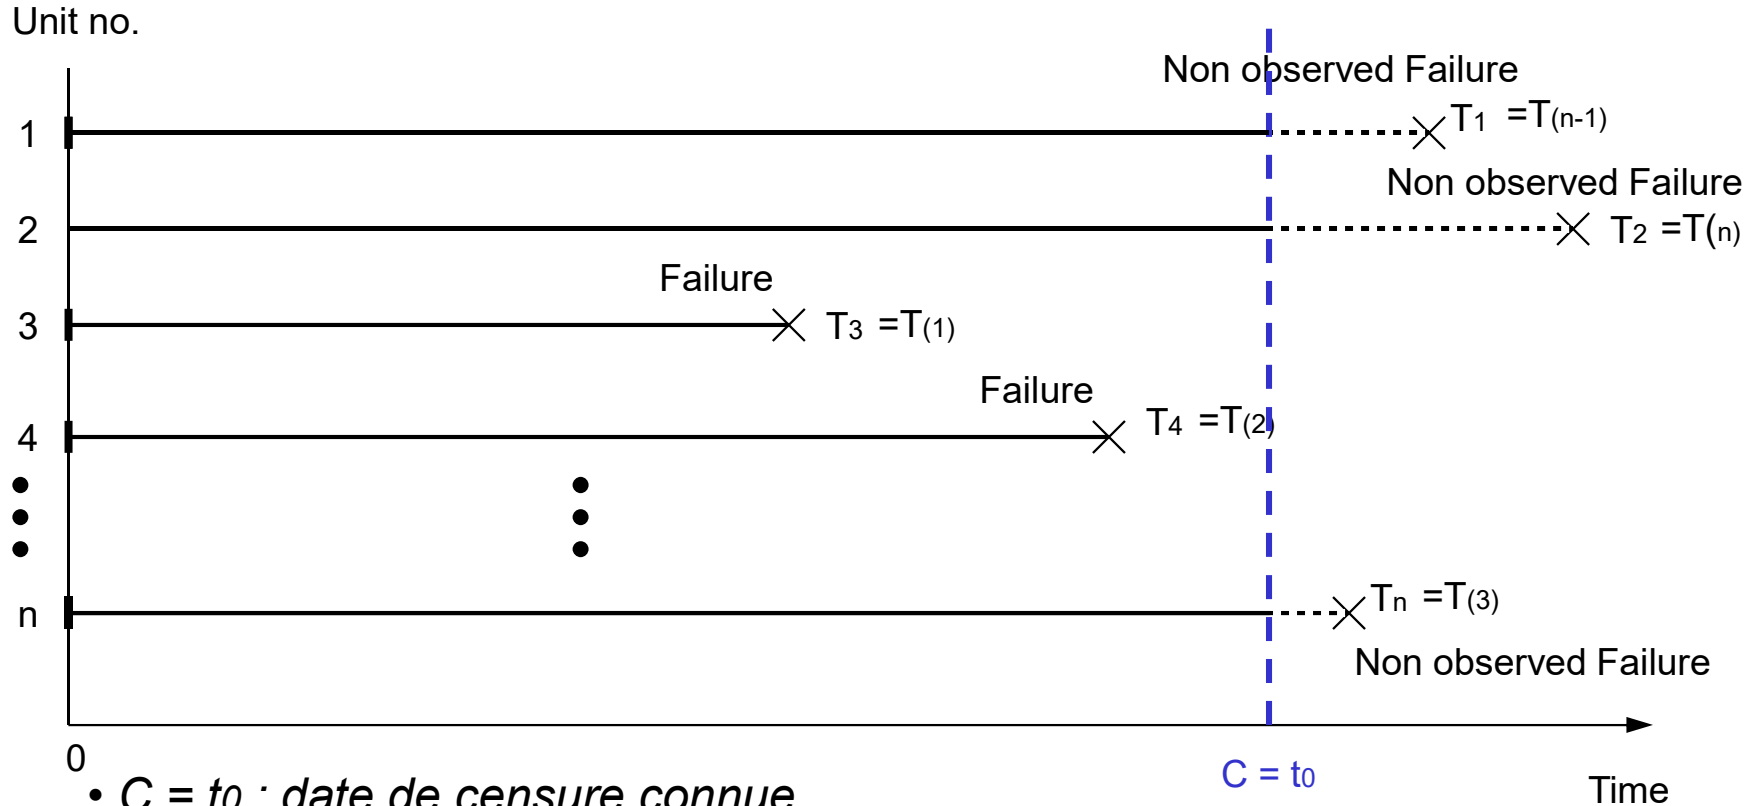 Unit no.
Non observed Failure
1
T1 =T(n-1)
Non observed Failure
2
T2 =T(n)
Failure
3
T3 =T(1)
Failure
4
T4 =T(2)
n
Tn =T(3)
Non observed Failure
0
C = t0
Time
• C = t0 : date de censure connue